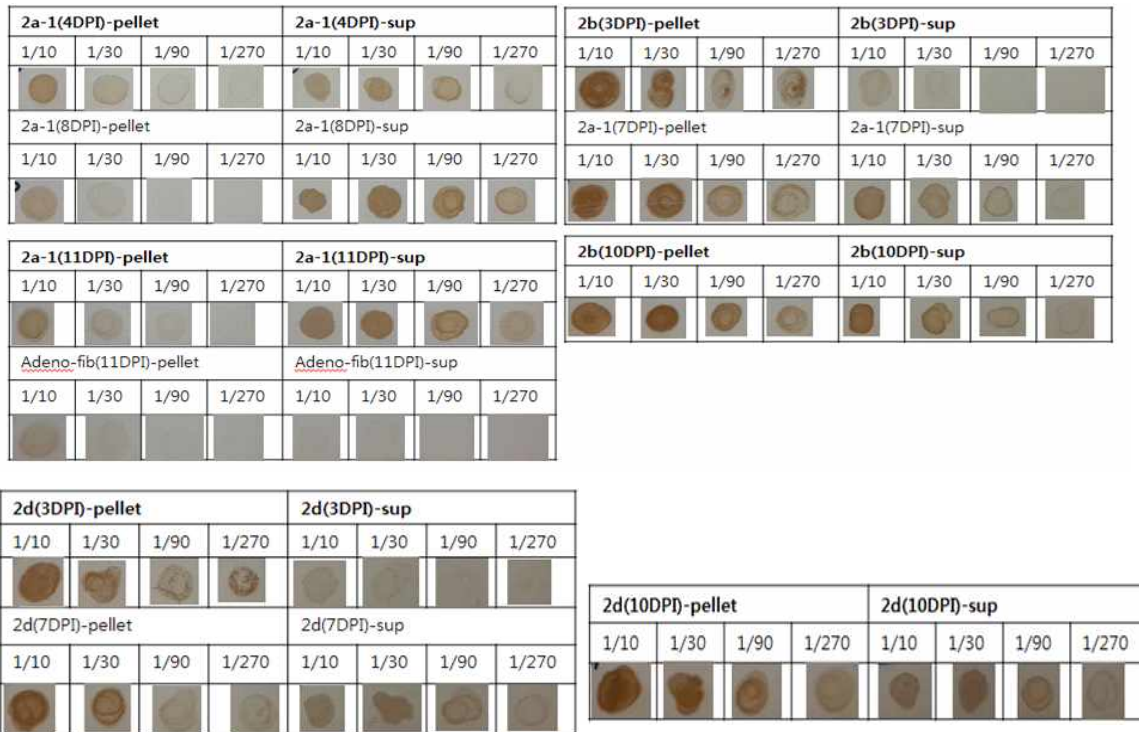 2a-1(4DPI)-pellet 2a-1(4DPI)-sup
1/10 1/30 1/90 1/270 1/10 1/30 1/90 1/270
2a-1(8DPI)-pellet 2a-1(8DPI)-sup
1/10 1/30 1/90 1/270 1/10 1/30 1/90 1/270
2a-1(11DPI)-pellet 2a-1(11DPI)-sup
1/10 1/30 1/90 1/270 1/10 1/30 1/90 1/270
Adeno-fib(11DPI)-pellet Adeno-fib(11DPI)-sup
1/10 1/30 1/90 1/270 1/10 1/30 1/90 1/270
2b(3DPI)-pellet 2b(3DPI)-sup
1/10 1/30 1/90 1/270 1/10 1/30 1/90 1/270
2a-1(7DPI)-pellet 2a-1(7DPI)-sup
1/10 1/30 1/90 1/270 1/10 1/30 1/90 1/270
2b(10DPI)-pellet 2b(10DPI)-sup
1/10 1/30 1/90 1/270 1/10 1/30 1/90 1/270
2d(3DPI)-pellet 2d(3DPI)-sup
1/10 1/30 1/90 1/270 1/10 1/30 1/90 1/270
2d(7DPI)-pellet 2d(7DPI)-sup
1/10 1/30 1/90 1/270 1/10 1/30 1/90 1/270
2d(10DPI)-pellet 2d(10DPI)-sup
1/10 1/30 1/90 1/270 1/10 1/30 1/90 1/270